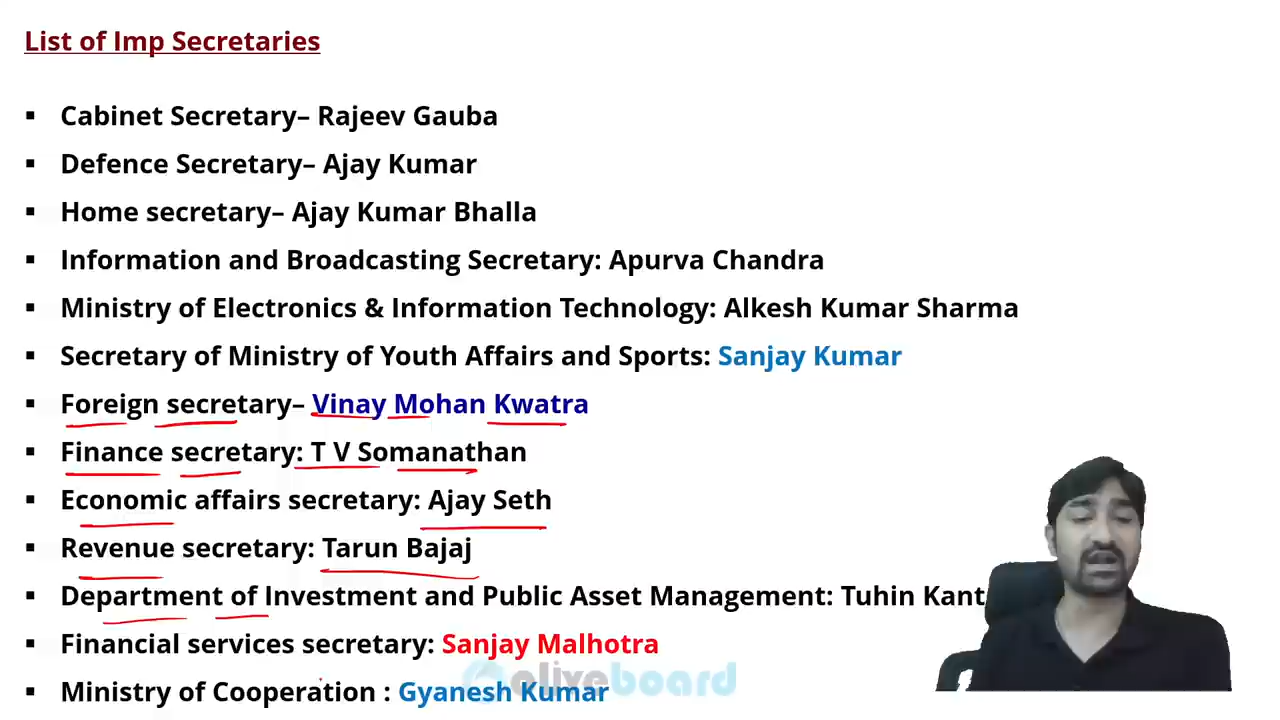 List of Imp Secretaries
▪ Cabinet Secretary– Rajeev Gauba
▪ Defence Secretary– Ajay Kumar
▪ Home secretary– Ajay Kumar Bhalla
▪ Information and Broadcasting Secretary: Apurva Chandra
▪ Ministry of Electronics & Information Technology: Alkesh Kumar Sharma
▪ Secretary of Ministry of Youth Affairs and Sports: Sanjay Kumar
▪ Foreign secretary– Vinay Mohan Kwatra
▪ Finance secretary: T V Somanathan
▪ Economic affairs secretary: Ajay Seth
▪ Revenue secretary: Tarun Bajaj
▪ Department of Investment and Public Asset Management: Tuhin Kant
▪ Financial services secretary: Sanjay Malhotra
oliveboard
▪ Ministry of Cooperation : Gyanesh Kumar